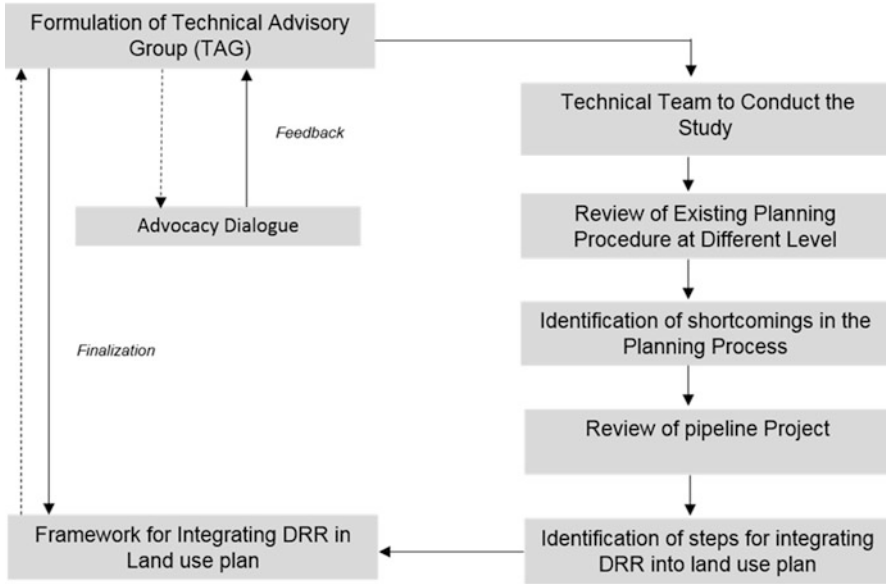 Formulation of Technical Advisory
Group (TAG)
Technical Team to Conduct the
Study
Feedback
Advocacy Dialogue
Review of Existing Planning
Procedure at Different Level
Identification of shortcomings in the
Planning Process
Finalization
Review of pipeline Project
Framework for Integrating DRR in
Land use plan
Identification of steps for integrating
DRR into land use plan